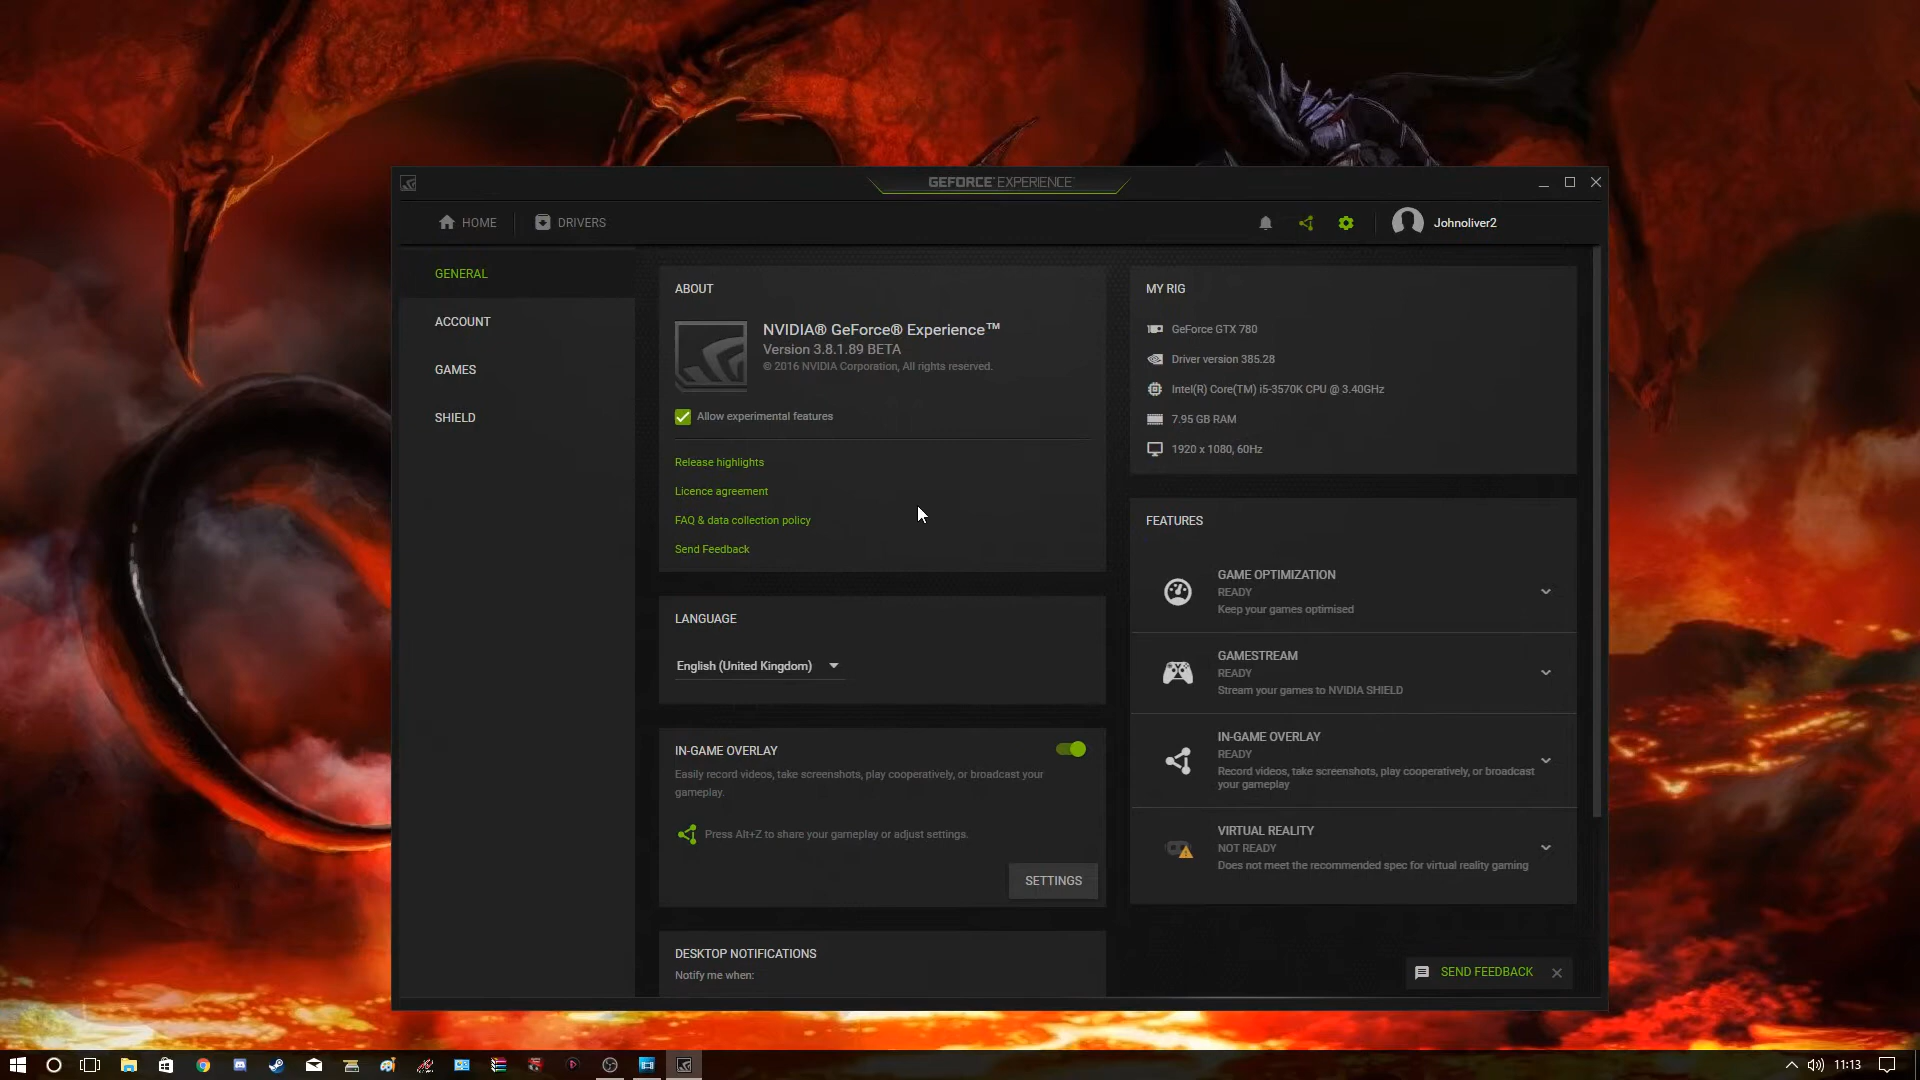 GEFORCE® EXPERIENCE™
HOME
DRIVERS
Johnoliver2
GENERAL
ACCOUNT
GAMES
SHIELD
ABOUT
NVIDIA® GeForce® Experience™
Version 3.8.1.89 BETA
© 2016 NVIDIA Corporation, All rights reserved.
Allow experimental features
Release highlights
Licence agreement
FAQ & data collection policy
Send Feedback
LANGUAGE
English (United Kingdom)
IN-GAME OVERLAY
Easily record videos, take screenshots, play cooperatively, or broadcast your
gameplay.
Press Alt+Z to share your gameplay or adjust settings.
SETTINGS
DESKTOP NOTIFICATIONS
Notify me when:
MY RIG
GeForce GTX 780
Driver version 385.28
Intel(R) Core(TM) i5-3570K CPU @ 3.40GHz
7.95 GB RAM
1920 x 1080, 60Hz
FEATURES
GAME OPTIMIZATION
READY
Keep your games optimised
GAMESTREAM
READY
Stream your games to NVIDIA SHIELD
IN-GAME OVERLAY
READY
Record videos, take screenshots, play cooperatively, or broadcast
your gameplay
VIRTUAL REALITY
NOT READY
Does not meet the recommended spec for virtual reality gaming
SEND FEEDBACK
11:13